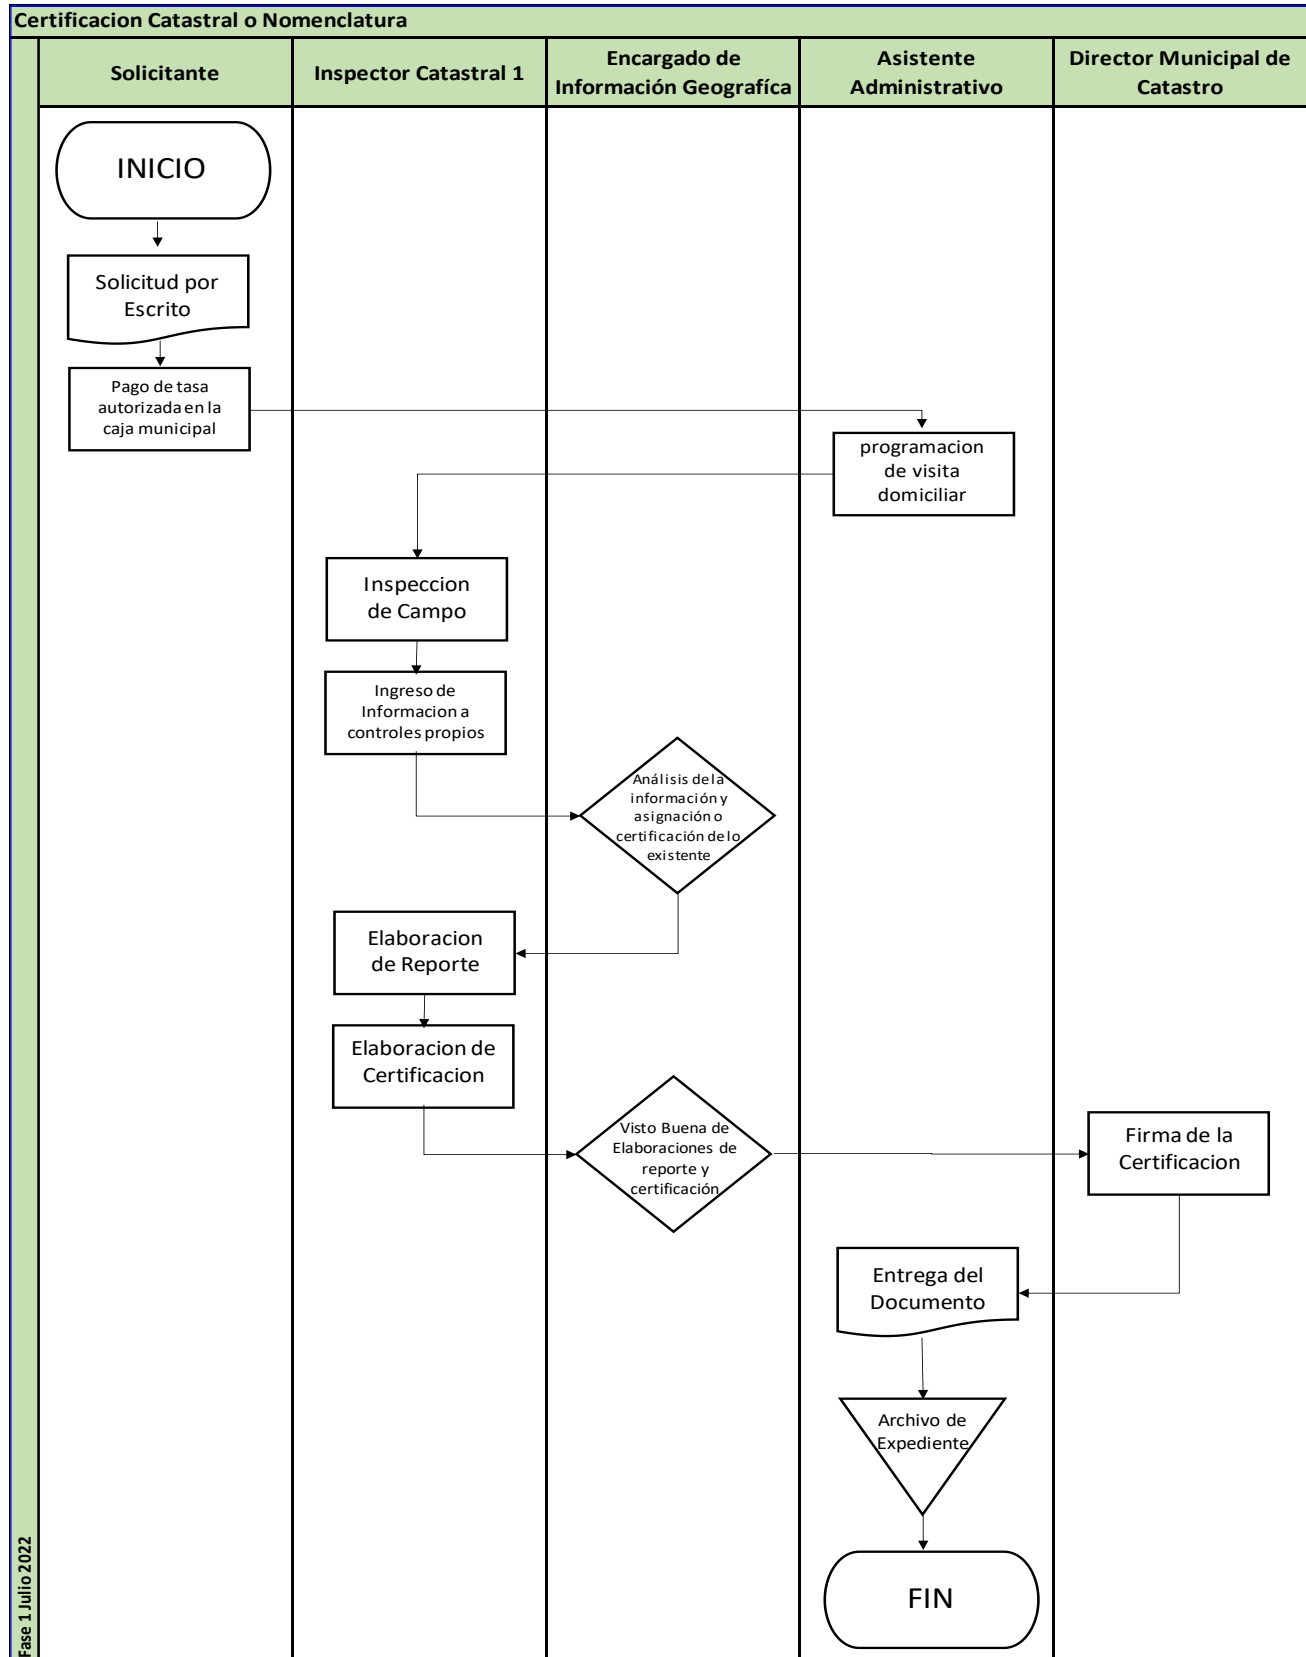 Certificacion Catastral o Nomenclatura
Solicitante
Inspector Catastral 1
Encargado de
Información Geografíca
Asistente
Administrativo
Director Municipal de
Catastro
INICIO
Solicitud por
Escrito
Pago de tasa
autorizada en la
caja municipal
programacion
de visita
domiciliar
Inspeccion
de Campo
Ingreso de
Informacion a
controles propios
Análisis de la
información y
asignación o
certificación de lo
existente
Elaboracion
de Reporte
Elaboracion de
Certificacion
Visto Buena de
Elaboraciones de
reporte y
certificación
Firma de la
Certificacion
Entrega del
Documento
Archivo de
Expediente
FIN
Fase 1 Julio 2022